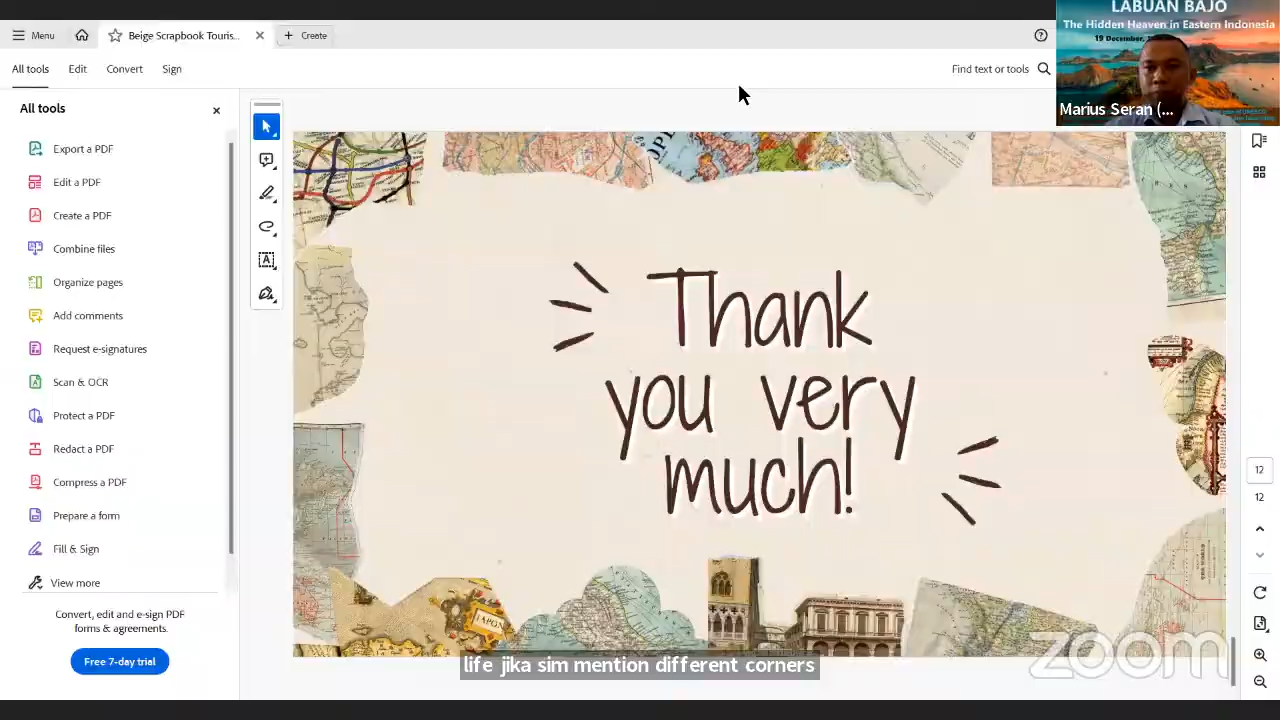 LABUAN BAJO
The Hidden Heaven in Eastern Indonesia
19 December,
Marius Seran (...
Menu
Beige Scrapbook Touris...
Create
All tools
Edit
Convert
Sign
Find text or tools
All tools
Export a PDF
Edit a PDF
Create a PDF
Combine files
Organize pages
Add comments
Request e-signatures
Scan & OCR
Protect a PDF
Redact a PDF
Compress a PDF
Prepare a form
Fill & Sign
View more
Convert, edit and e-sign PDF
forms & agreements.
Free 7-day trial
Thank
you very
much!
12
12
zoom
life jika sim mention different corners